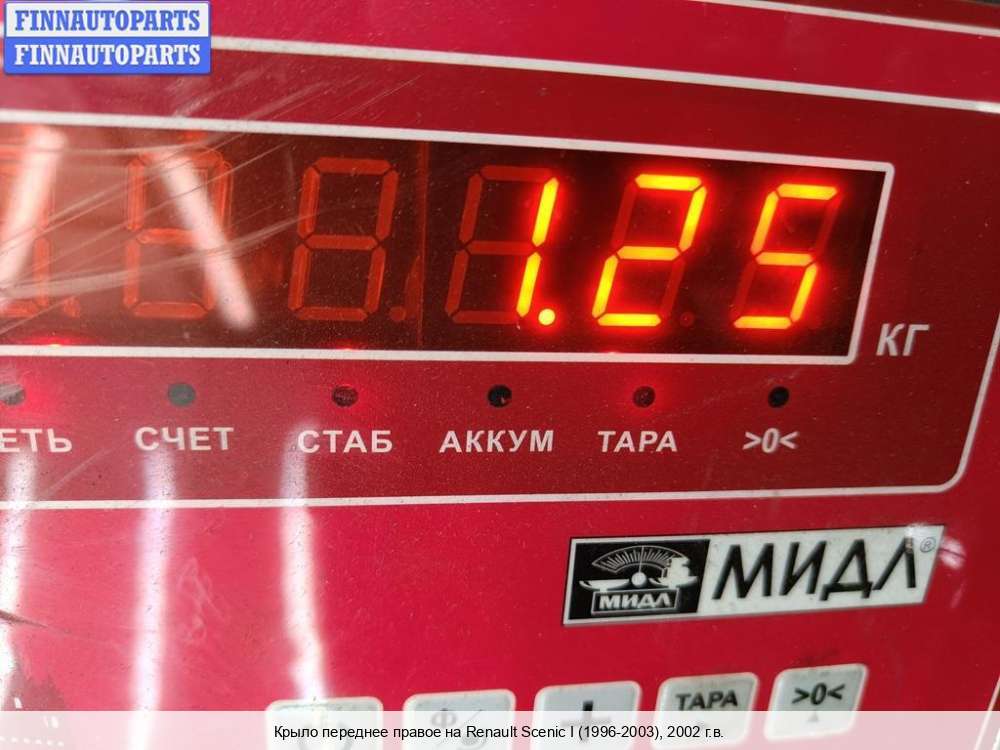 FINNAUTOPARTS
FINNAUTOPARTS
1.25
КГ
ЕТЬ СЧЕТ СТАБ АККУМ ТАРА >0<
МИДЛ МИДЛ®
Ф/ + ТАРА >0<
Крыло переднее правое на Renault Scenic I (1996-2003), 2002 г.в.